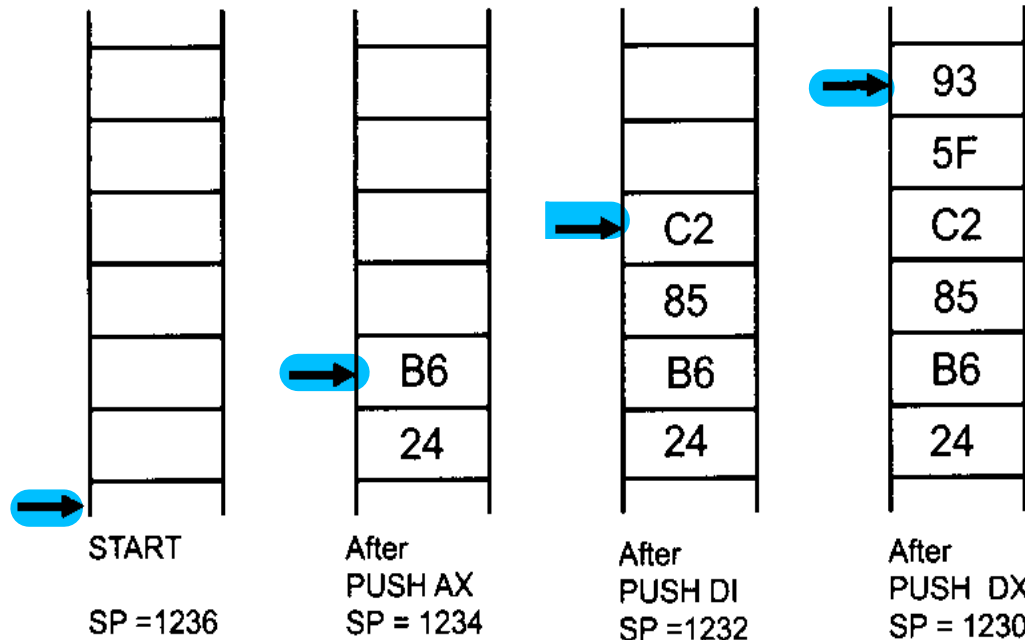 93
5F
C2
C2
85
85
B6
B6
B6
24
24
24
START
SP =1236
After
PUSH AX
SP = 1234
After
PUSH DI
SP =1232
After
PUSH DX
SP = 1230